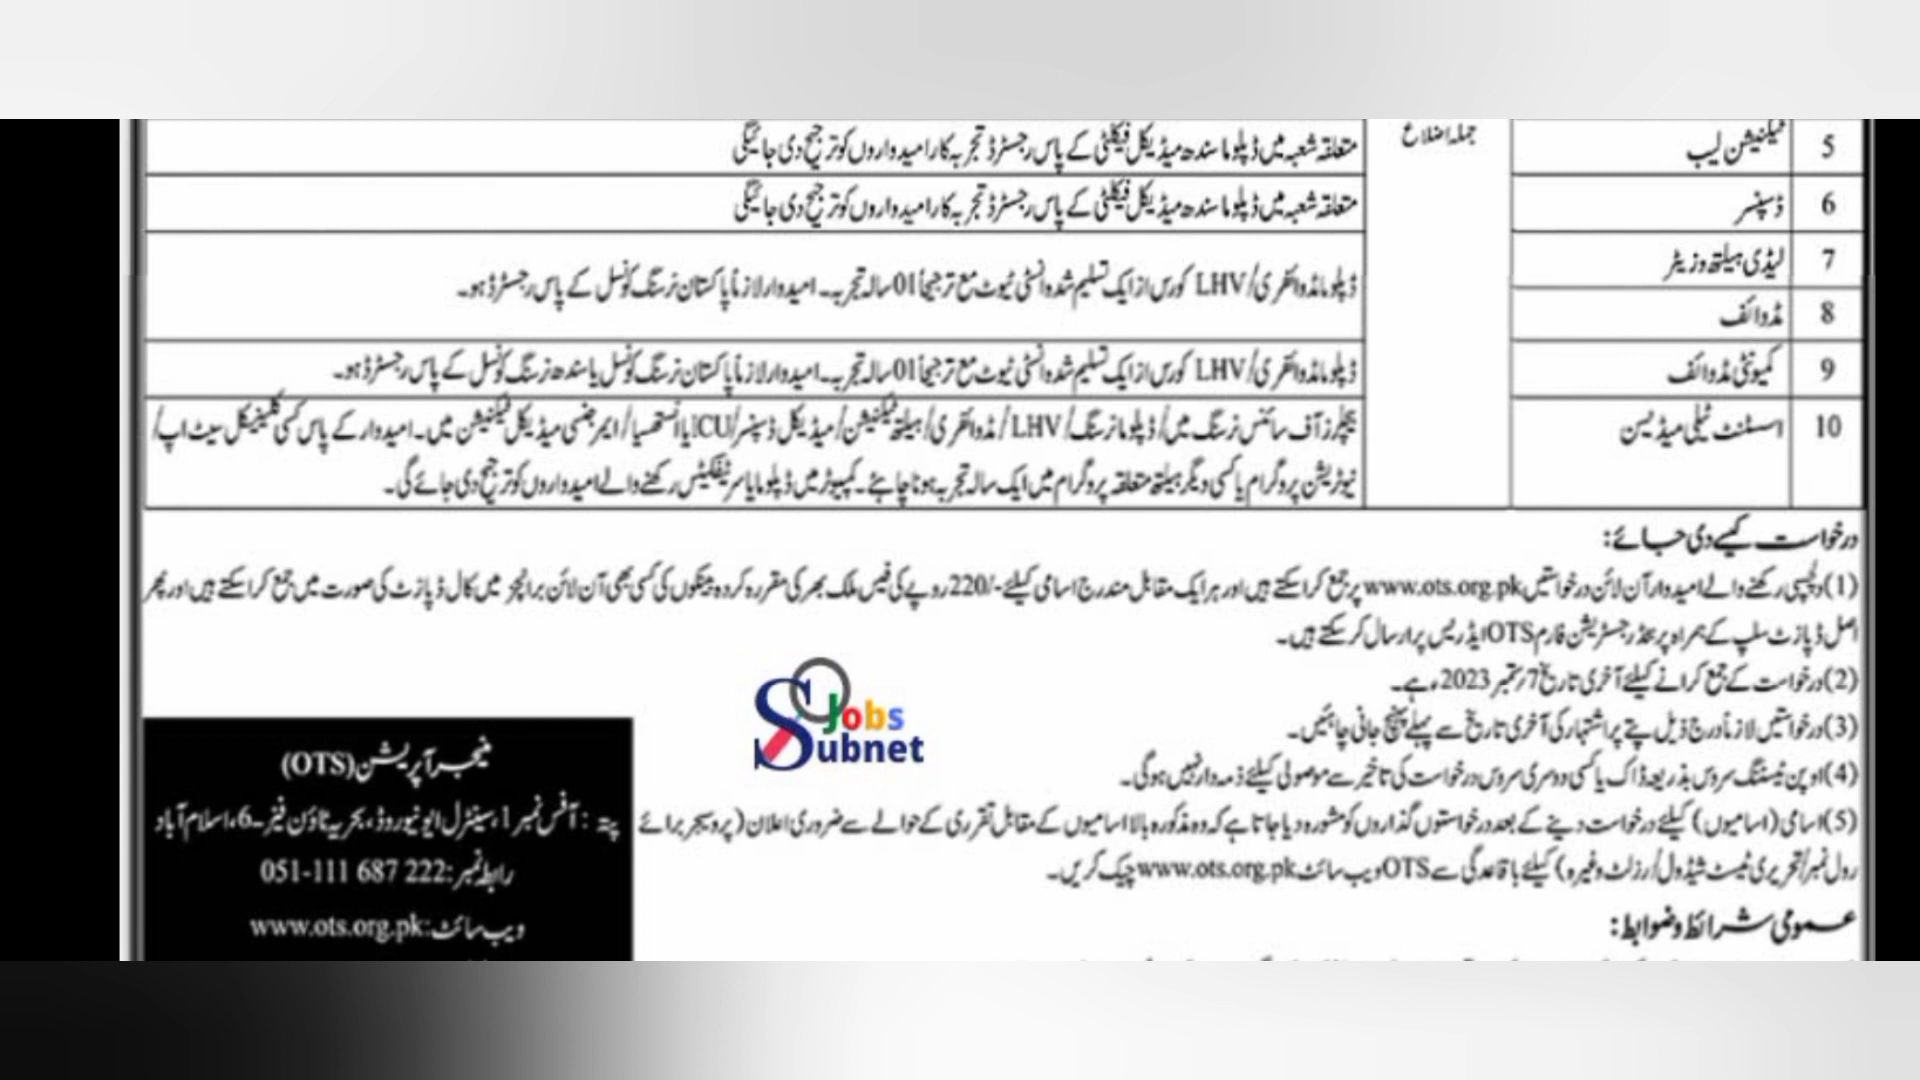 جملہ اضلاع
5 ٹیکنیشن لیب متعلقہ شعبہ میں ڈپلوما سندھ میڈیکل فیکلٹی کے پاس رجسٹرڈ تجربہ کار امیدواروں کو ترجیح دی جائیگی
6 ڈسپنسر متعلقہ شعبہ میں ڈپلوما سندھ میڈیکل فیکلٹی کے پاس رجسٹرڈ تجربہ کار امیدواروں کو ترجیح دی جائیگی
7 لیڈی ہیلتھ وزیٹر
ڈپلوما مڈوائفری/LHV کورس از ایک تسلیم شدہ انسٹی ٹیوٹ مع ترجیحاً 01 سالہ تجربہ۔ امیدوار لازماً پاکستان نرسنگ کونسل کے پاس رجسٹرڈ ہو۔
8 مڈوائف
9 کمیونٹی مڈوائف ڈپلوما مڈوائفری/LHV کورس از ایک تسلیم شدہ انسٹی ٹیوٹ مع ترجیحاً 01 سالہ تجربہ۔ امیدوار لازماً پاکستان نرسنگ کونسل یا سندھ نرسنگ کونسل کے پاس رجسٹرڈ ہو۔
10 اسسٹنٹ ٹیلی میڈیسن بیچلرز آف سائنس نرسنگ میں/ڈپلوما نرسنگ/LHV/مڈوائفری/ہیلتھ ٹیکنیشن/میڈیکل ڈسپنسر/ICU یا انستھسیا/ایمرجنسی میڈیکل ٹیکنیشن میں۔ امیدوار کے پاس کسی کلینیکل سیٹ اپ/
نیوٹریشن پروگرام یا کسی دیگر ہیلتھ متعلقہ پروگرام میں ایک سالہ تجربہ ہونا چاہئے۔ کمپیوٹر میں ڈپلوما یا سرٹیفکیٹس رکھنے والے امیدواروں کو ترجیح دی جائے گی۔
درخواست کیسے دی جائے:
(1) دلچسپی رکھنے والے امیدوار آن لائن درخواستیں www.ots.org.pk پر جمع کراسکتے ہیں اور ہر ایک مقابل مندرج اسامی کیلئے -/220 روپے کی فیس ملک بھر کی مقررہ کردہ بینکوں کی کسی بھی آن لائن برانچز میں کال ڈپازٹ کی صورت میں جمع کراسکتے ہیں اور پھر
اصل ڈپازٹ سلپ کے ہمراہ پرنٹڈ رجسٹریشن فارم OTS ایڈریس پر ارسال کرسکتے ہیں۔
(2) درخواست کے جمع کرانے کیلئے آخری تاریخ 7 ستمبر 2023ء ہے۔
(3) درخواستیں لازماً درج ذیل پتے پر اشتہار کی آخری تاریخ سے پہلے پہنچ جانی چاہئیں۔
(4) اوپن ٹیسٹنگ سروس بذریعہ ڈاک یا کسی دوسری سروس درخواست کی تاخیر سے موصولی کیلئے ذمہ دار نہیں ہوگی۔
(5) اسامی (اسامیوں) کیلئے درخواست دینے کے بعد درخواستوں گذاروں کو مشورہ دیا جاتا ہے کہ وہ مذکورہ بالا اسامیوں کے مقابل تقرری کے حوالے سے ضروری اعلان (پروسیجر برائے
رول نمبر/تحریری ٹیسٹ شیڈول/رزلٹ وغیرہ) کیلئے باقاعدگی سے OTS ویب سائٹ www.ots.org.pk چیک کریں۔
عمومی شرائط و ضوابط:
منیجر آپریشن (OTS)
پتہ: آفس نمبر 1، سینٹرل ایونیو روڈ، بحریہ ٹاؤن فیز۔6، اسلام آباد
رابطہ نمبر: 051-111 687 222
ویب سائٹ: www.ots.org.pk
Jobs
Subnet